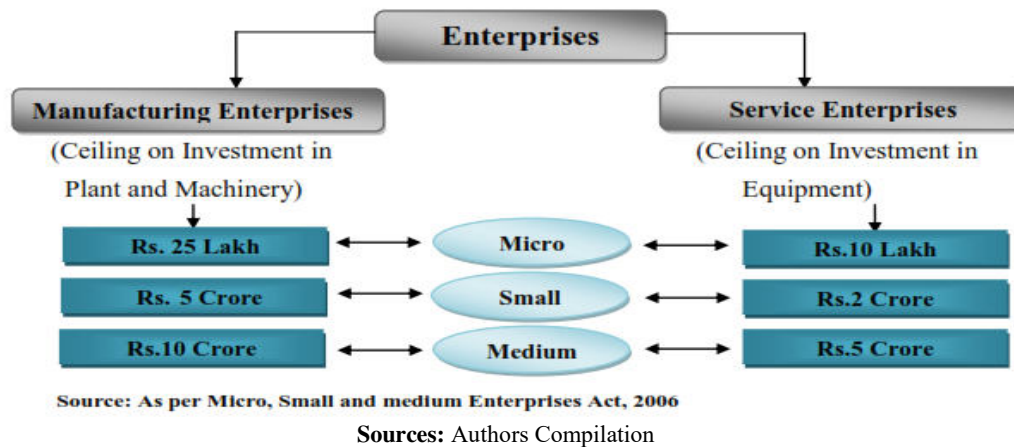 Enterprises
Manufacturing Enterprises
Service Enterprises
(Ceiling on Investment in
Plant and Machinery)
(Ceiling on Investment in
Equipment)
Rs. 25 Lakh
Micro
Rs.10 Lakh
Rs. 5 Crore
Small
Rs.2 Crore
Rs.10 Crore
Medium
Rs.5 Crore
Source: As per Micro, Small and medium Enterprises Act, 2006
Sources: Authors Compilation